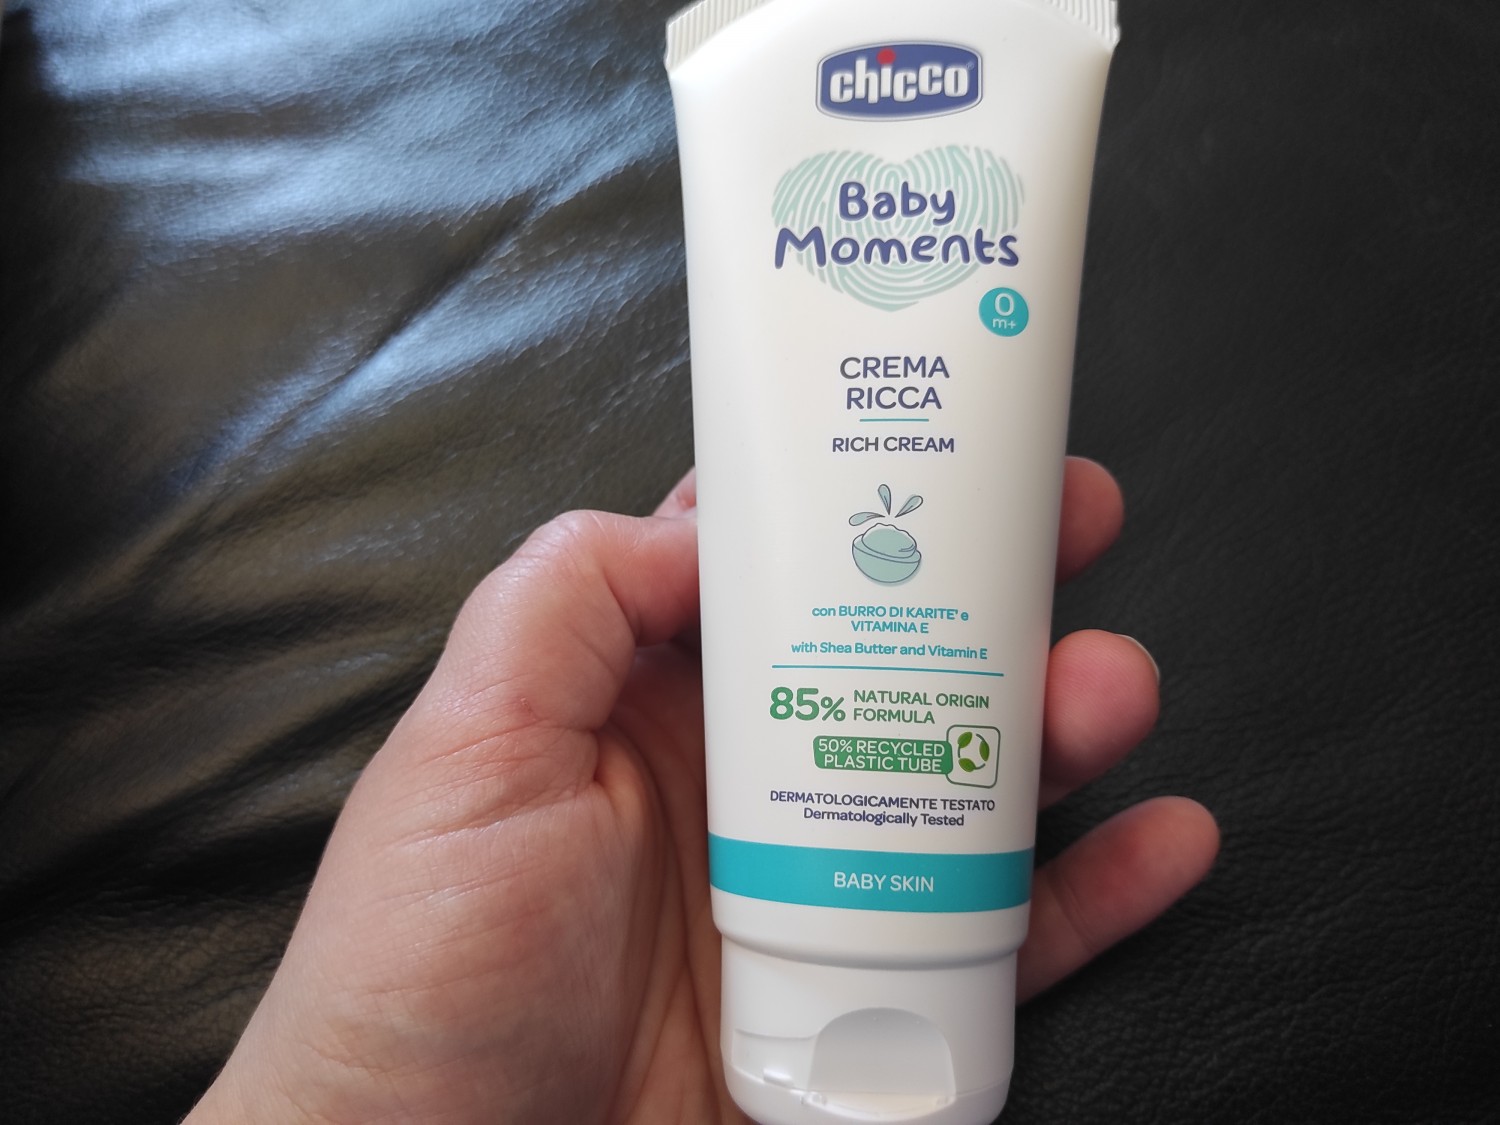 chicco
Baby
Moments
0
m+
CREMA
RICCA
RICH CREAM
con BURRO DI KARITE' e
VITAMINA E
with Shea Butter and Vitamin E
85% NATURAL ORIGIN
FORMULA
50% RECYCLED
PLASTIC TUBE
DERMATOLOGICAMENTE TESTATO
Dermatologically Tested
BABY SKIN